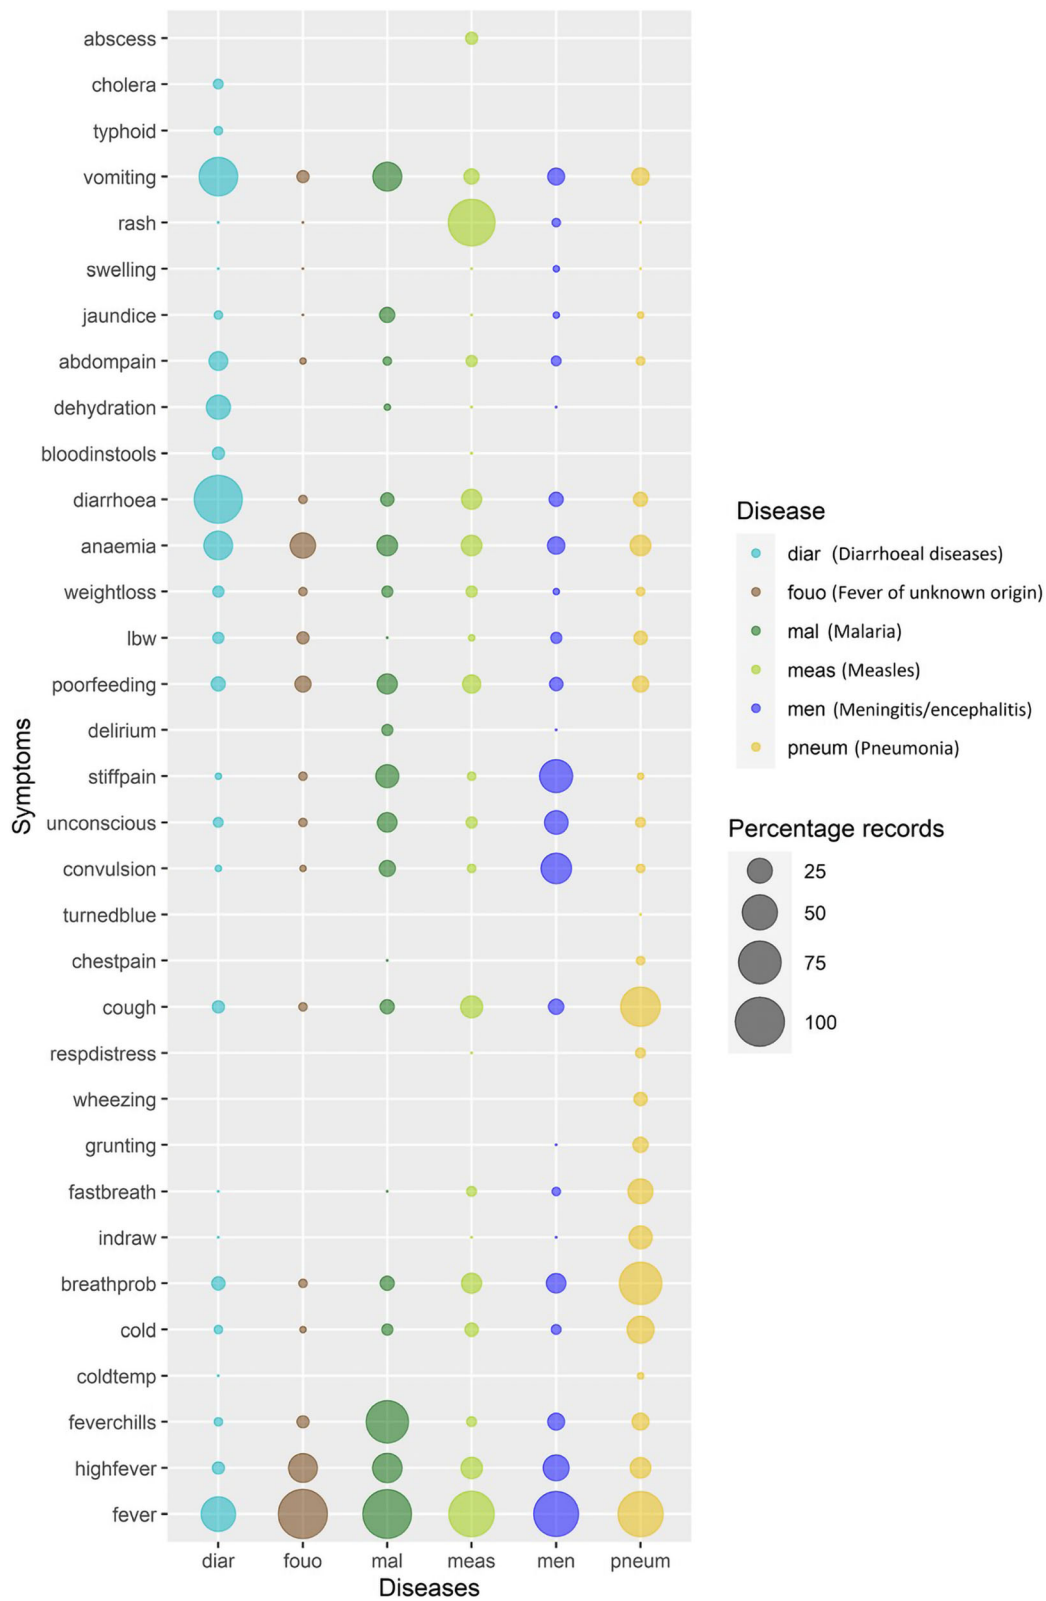 abscess
cholera
typhoid
vomiting
rash
swelling
jaundice
abdompain
dehydration
bloodinstools
diarrhoea
anaemia
weightloss
lbw
poorfeeding
delirium
stiffpain
unconscious
convulsion
turnedblue
chestpain
cough
respdistress
wheezing
grunting
fastbreath
indraw
breathprob
cold
coldtemp
feverchills
highfever
fever
Symptoms
diar fouo mal meas men pneum
Diseases
Disease
diar (Diarrhoeal diseases)
fouo (Fever of unknown origin)
mal (Malaria)
meas (Measles)
men (Meningitis/encephalitis)
pneum (Pneumonia)
Percentage records
25
50
75
100